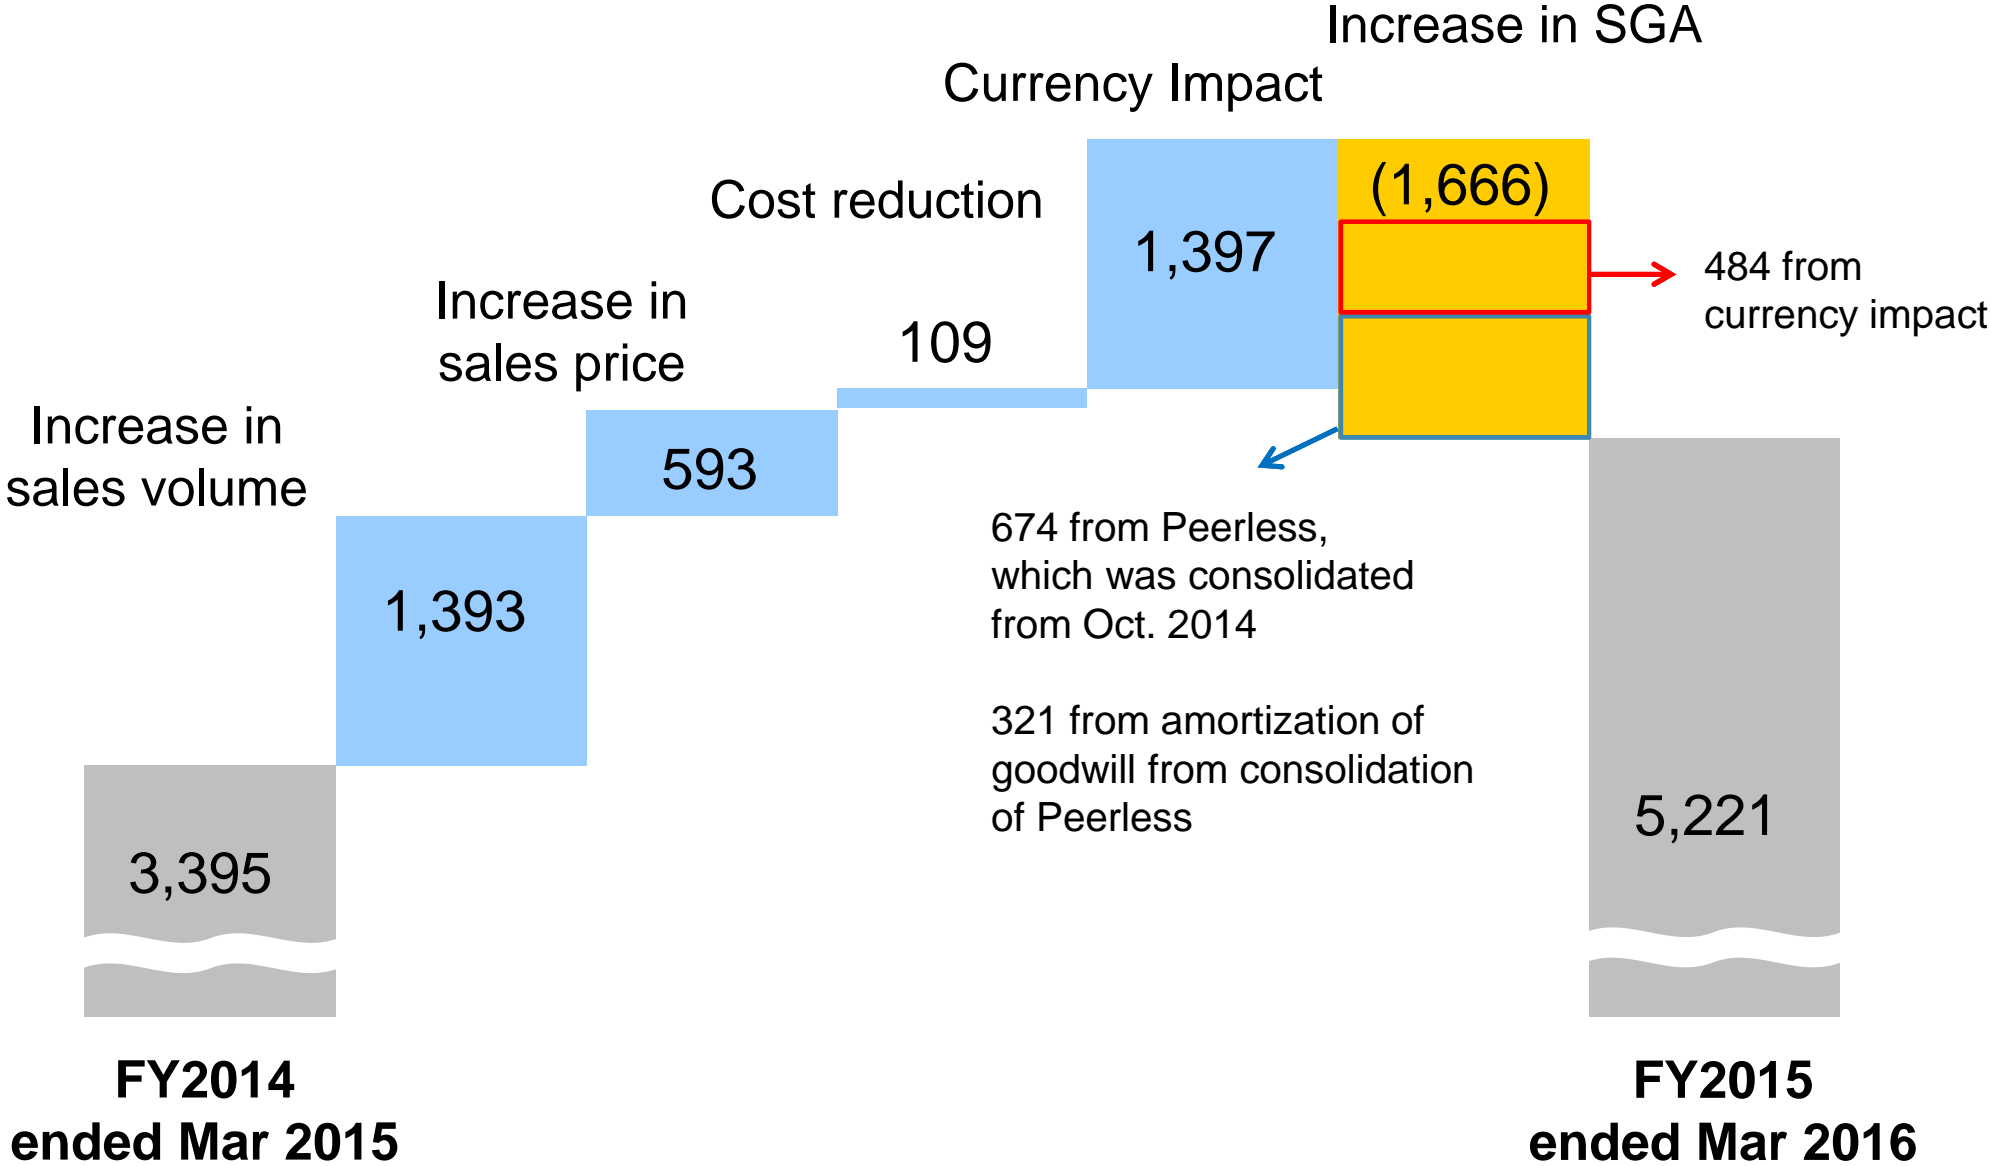 Increase in SGA
Currency Impact
Cost reduction
(1,666)
1,397
484 from
currency impact
Increase in
sales price
109
Increase in
sales volume
593
1,393
674 from Peerless,
which was consolidated
from Oct. 2014
321 from amortization of
goodwill from consolidation
of Peerless
3,395
5,221
FY2014
ended Mar 2015
FY2015
ended Mar 2016